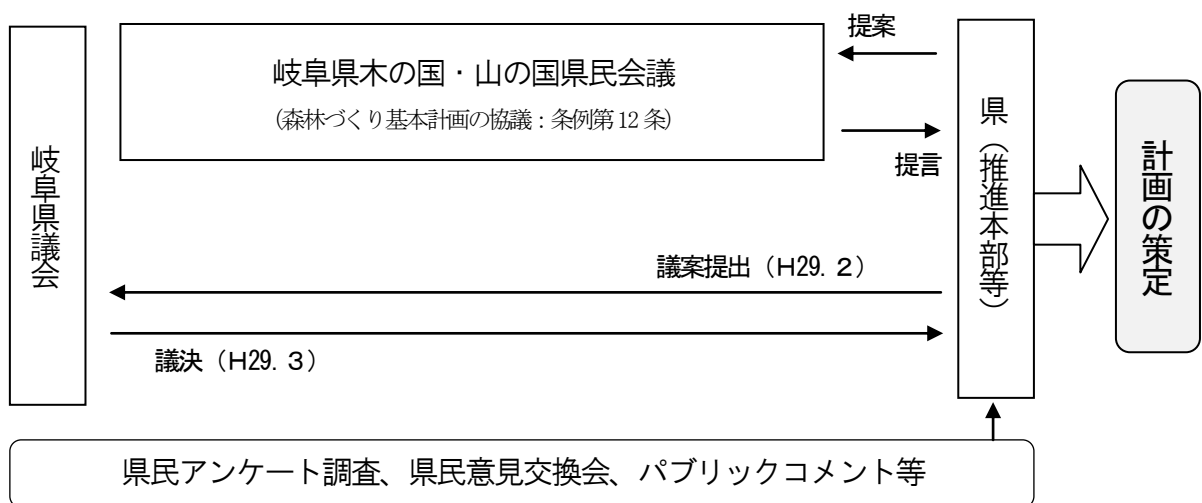 岐阜県議会
岐阜県木の国・山の国県民会議
(森林づくり基本計画の協議：条例第12条)
提案
提言
県（推進本部等）
計画の策定
議案提出（H29. 2）
議決（H29. 3）
県民アンケート調査、県民意見交換会、パブリックコメント等